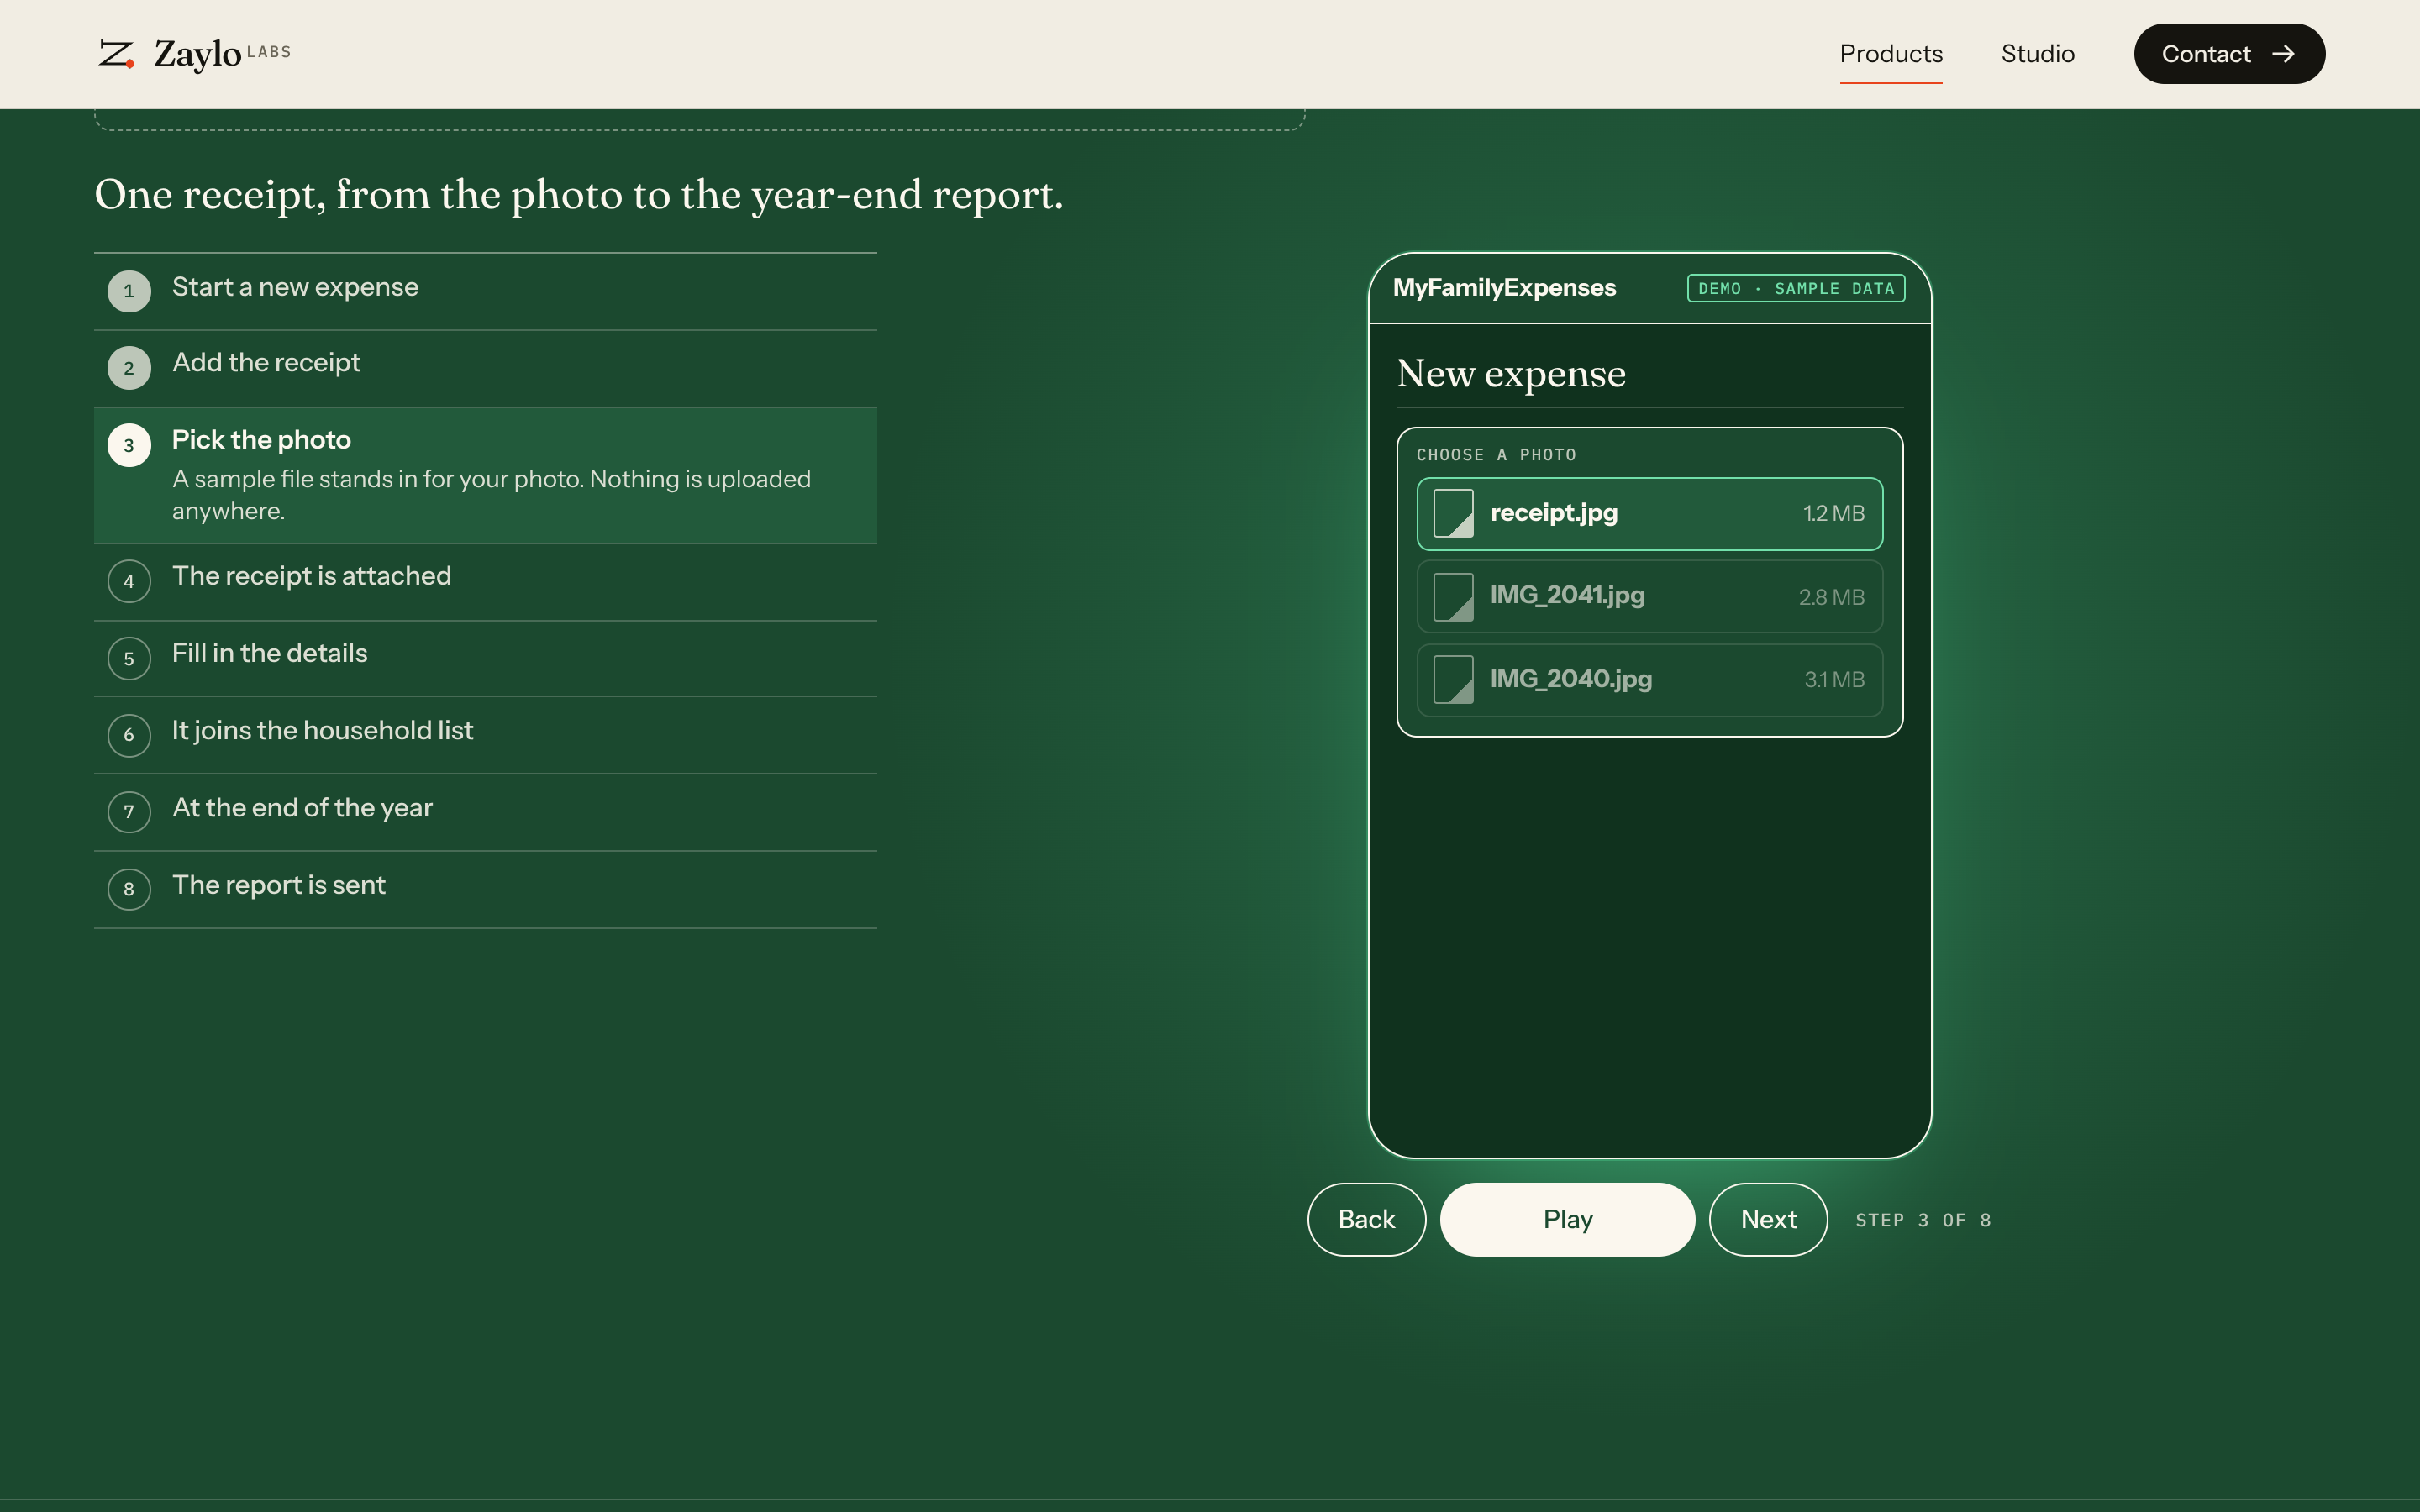 Zaylo LABS
Products
Studio
Contact →
One receipt, from the photo to the year-end report.
1 Start a new expense
2 Add the receipt
3 Pick the photo
A sample file stands in for your photo. Nothing is uploaded
anywhere.
4 The receipt is attached
5 Fill in the details
6 It joins the household list
7 At the end of the year
8 The report is sent
MyFamilyExpenses
DEMO · SAMPLE DATA
New expense
CHOOSE A PHOTO
receipt.jpg 1.2 MB
IMG_2041.jpg 2.8 MB
IMG_2040.jpg 3.1 MB
Back
Play
Next
STEP 3 OF 8